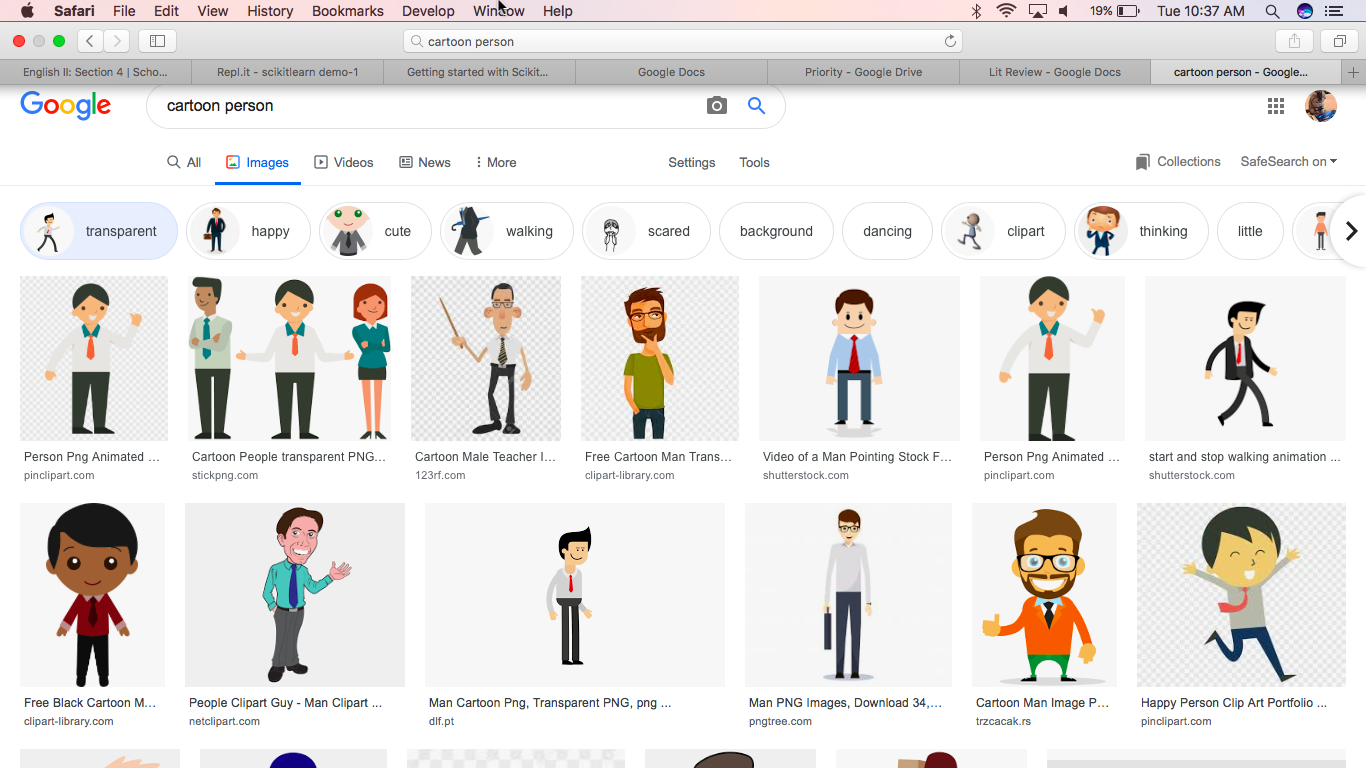 Safari File Edit View History Bookmarks Develop Window Help 19% Tue 10:37 AM
cartoon person
English II: Section 4 | Scho... Repl.it - scikitlearn demo-1 Getting started with Scikit... Google Docs Priority - Google Drive Lit Review - Google Docs cartoon person - Google...
Google cartoon person
All Images Videos News More Settings Tools Collections SafeSearch on
transparent happy cute walking scared background dancing clipart thinking little
Person Png Animated ... Cartoon People transparent PNG... Cartoon Male Teacher I... Free Cartoon Man Trans... Video of a Man Pointing Stock F... Person Png Animated ... start and stop walking animation ...
pinclipart.com stickpng.com 123rf.com clipart-library.com shutterstock.com pinclipart.com shutterstock.com
Free Black Cartoon M... People Clipart Guy - Man Clipart ... Man Cartoon Png, Transparent PNG, png ... Man PNG Images, Download 34,... Cartoon Man Image P... Happy Person Clip Art Portfolio ...
clipart-library.com netclipart.com dlf.pt pngtree.com trzcacak.rs pinclipart.com